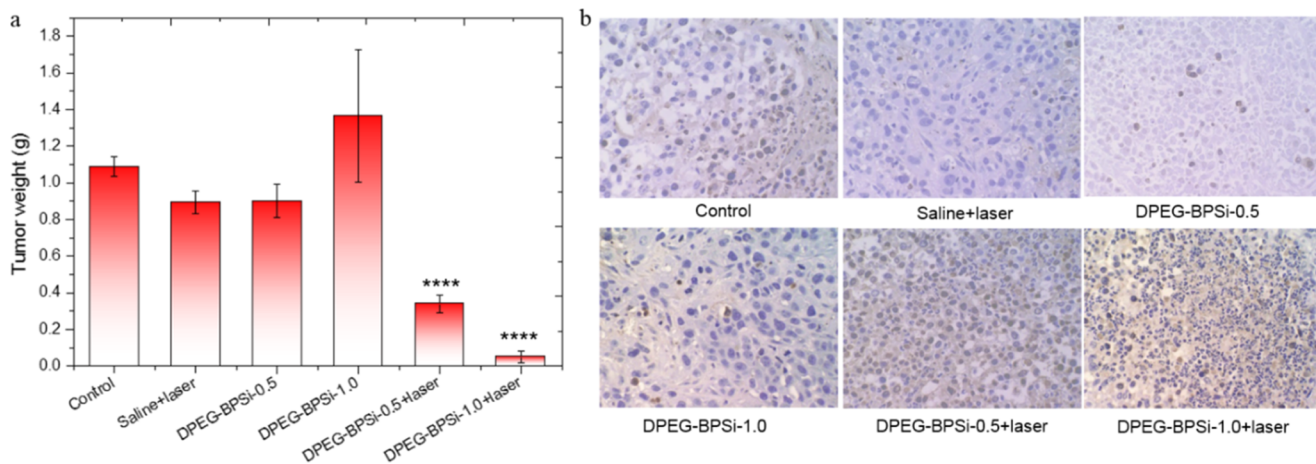 a
1.8
1.6
1.4
1.2
1.0
0.8
0.6
0.4
0.2
0.0
Tumor weight (g)
****
****
Control
Saline+laser
DPEG-BPSi-0.5
DPEG-BPSi-1.0
DPEG-BPSi-0.5+laser
DPEG-BPSi-1.0+laser
b
Control
Saline+laser
DPEG-BPSi-0.5
DPEG-BPSi-1.0
DPEG-BPSi-0.5+laser
DPEG-BPSi-1.0+laser